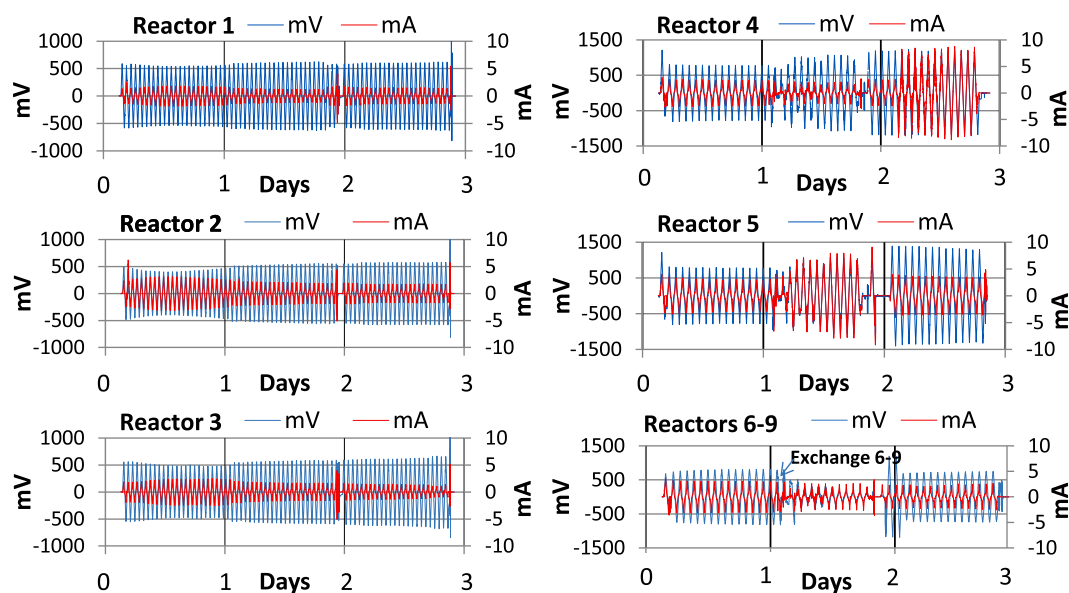 Reactor 1 mV mA
1000 10
500 5
0 0
-500 -5
-1000 -10
mV mA
0 1 2 3
Days
Reactor 4 mV mA
1500 10
500 5
-500 0
-1500 -5
-10
mV mA
0 1 2 3
Days
Reactor 2 mV mA
1000 10
500 5
0 0
-500 -5
-1000 -10
mV mA
0 1 2 3
Days
Reactor 5 mV mA
1500 10
500 5
-500 0
-1500 -5
-10
mV mA
0 1 2 3
Days
Reactor 3 mV mA
1000 10
500 5
0 0
-500 -5
-1000 -10
mV mA
0 1 2 3
Days
Reactors 6-9 mV mA
Exchange 6-9
1500 10
500 5
-500 0
-1500 -5
-10
mV mA
0 1 2 3
Days